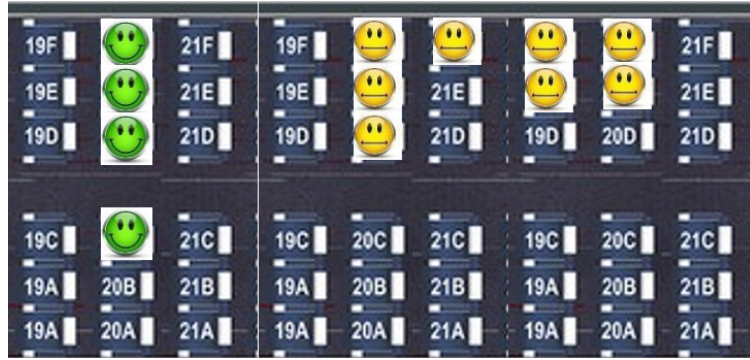 19F 21F 19F 21F
19E 21E 19E 21E 21E
19D 21D 19D 21D 19D 20D 21D
19C 21C 19C 20C 21C 19C 20C 21C
19A 20B 21B 19A 20B 21B 19A 20B 21B
19A 20A 21A 19A 20A 21A 19A 20A 21A